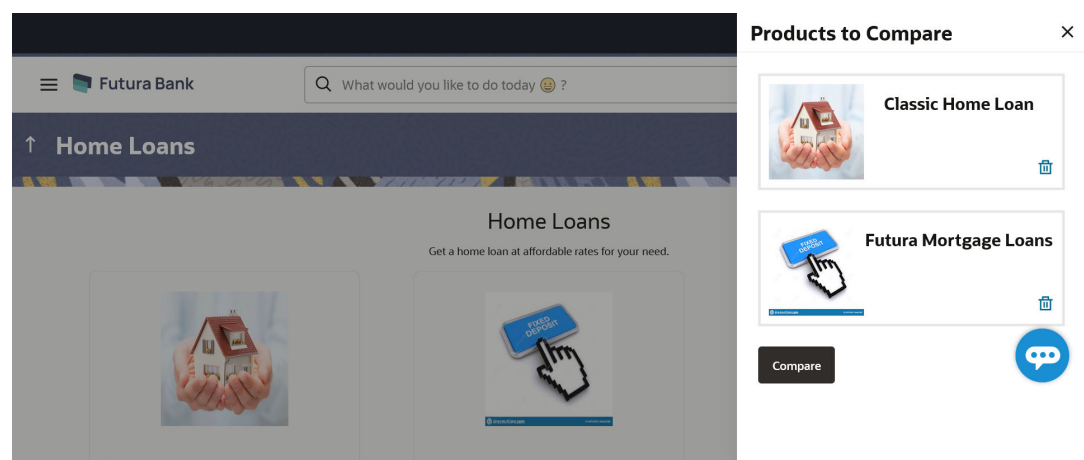 Products to Compare
Futura Bank
What would you like to do today 😀 ?
Classic Home Loan
Home Loans
Home Loans
Get a home loan at affordable rates for your need.
Futura Mortgage Loans
FIXED
DEPOSIT
FIXED
DEPOSIT
Compare